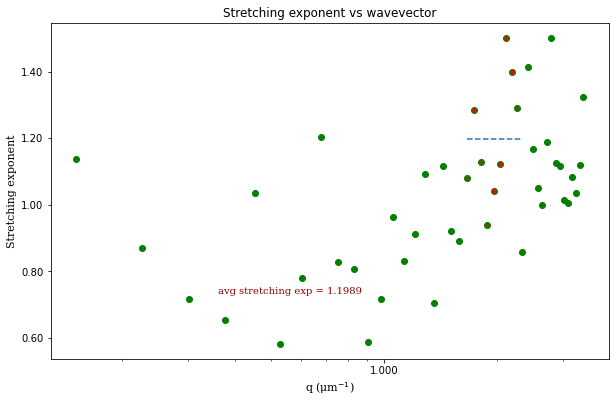 Stretching exponent vs wavevector
Stretching exponent
1.40
1.20
1.00
0.80
0.60
avg stretching exp = 1.1989
1.000
q (μm⁻¹)